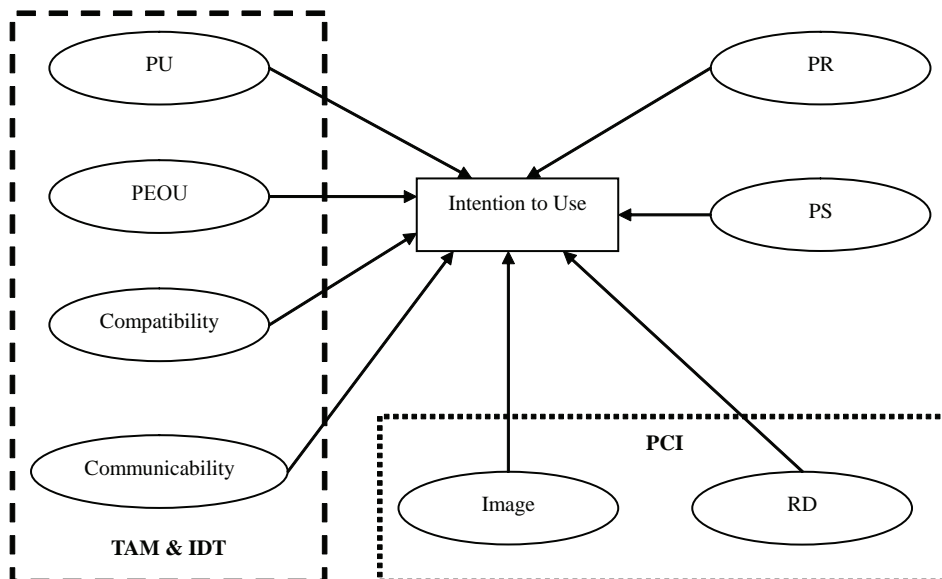 PU
PR
PEOU
Intention to Use
PS
Compatibility
PCI
Communicability
Image
RD
TAM & IDT